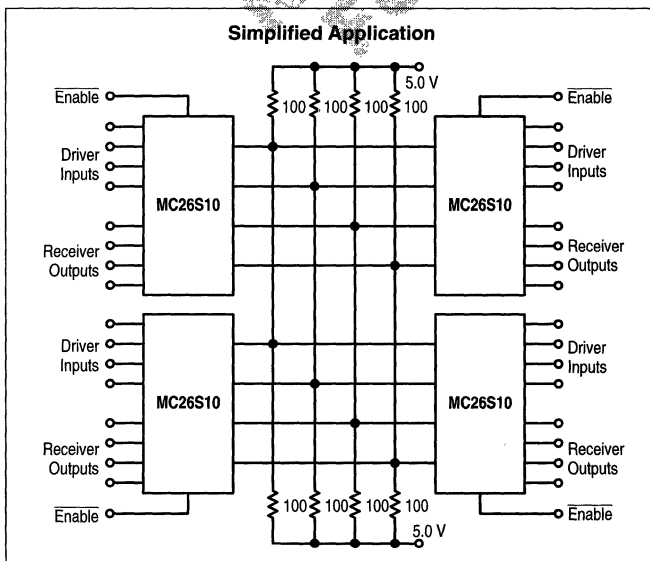 Simplified Application
5.0 V
Enable
100 100 100 100
Enable
Driver
Inputs
MC26S10
Receiver
Outputs
MC26S10
Driver
Inputs
Receiver
Outputs
Driver
Inputs
MC26S10
Receiver
Outputs
MC26S10
Driver
Inputs
Receiver
Outputs
Enable
100 100 100 100
Enable
5.0 V